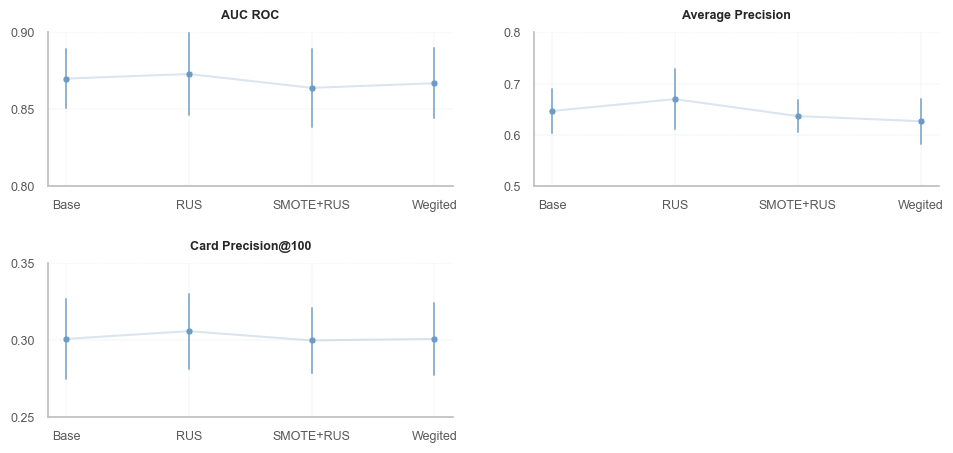 AUC ROC
0.90
0.85
0.80
Base RUS SMOTE+RUS Wegited
Average Precision
0.8
0.7
0.6
0.5
Base RUS SMOTE+RUS Wegited
Card Precision@100
0.35
0.30
0.25
Base RUS SMOTE+RUS Wegited